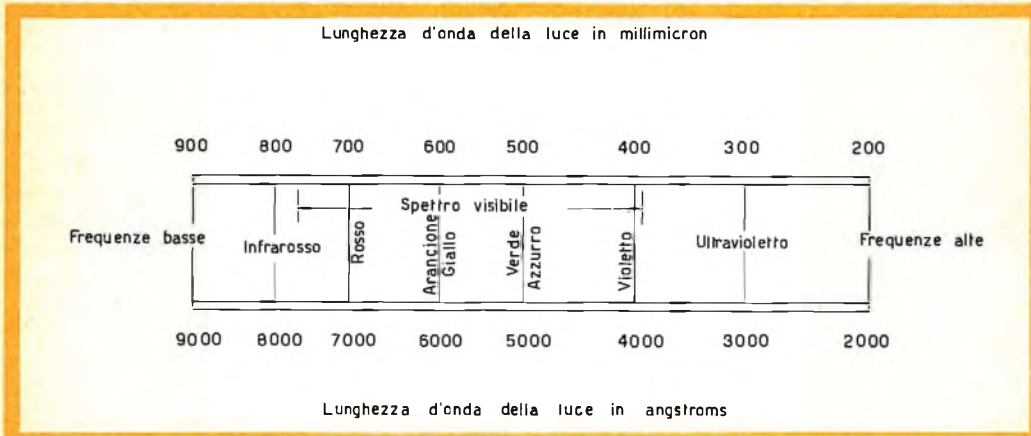 Lunghezza d'onda della luce in millimicron
900 800 700 600 500 400 300 200
Spettro visibile
Frequenze basse
Infrarosso
Rosso
Arancione
Giallo
Verde
Azzurro
Violetto
Ultravioletto
Frequenze alte
9000 8000 7000 6000 5000 4000 3000 2000
Lunghezza d'onda della luce in angstroms